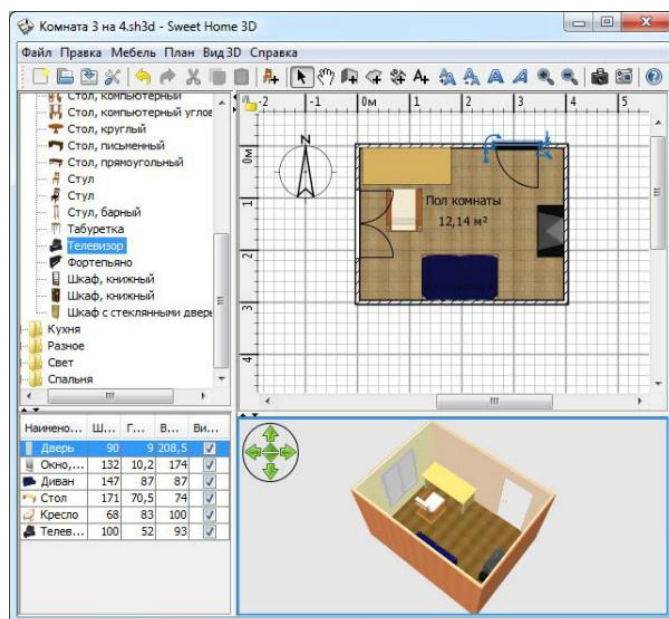 Комната 3 на 4.sh3d - Sweet Home 3D
Файл Правка Мебель План Вид 3D Справка
Стол, компьютерный
Стол, компьютерный углов
Стол, круглый
Стол, письменный
Стол, прямоугольный
Стул
Стул
Стул, барный
Табуретка
Телевизор
Фортепьяно
Шкаф, книжный
Шкаф, книжный
Шкаф с стеклянными дверь
Кухня
Разное
Свет
Спальня
-2 -1 0м 1 2 3 4 5
0м
1
2
3
4
N
Пол комнаты
12,14 м²
Наимено... Ш... Г... В... Ви...
Дверь 90 9 208,5
Окно,... 132 10,2 174
Диван 147 87 87
Стол 171 70,5 74
Кресло 68 83 100
Телев... 100 52 93